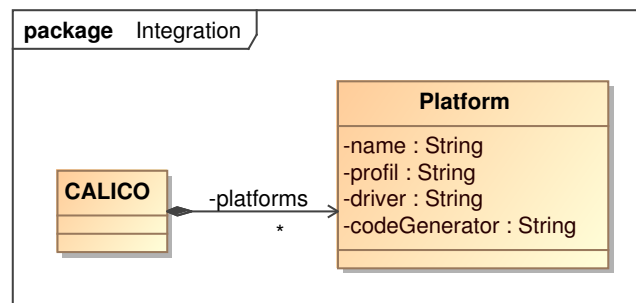 package Integration
Platform
-name : String
-profil : String
-driver : String
-codeGenerator : String
CALICO
-platforms
*